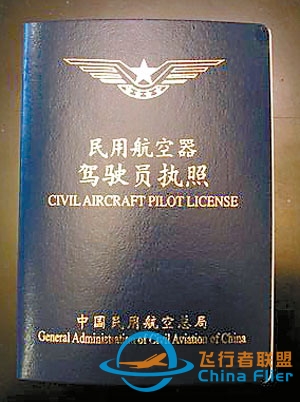 民用航空器
驾驶员执照
CIVIL AIRCRAFT PILOT LICENSE
中国民用航空总局
General Administration of Civil Aviation of China
飞行者联盟
China Flier